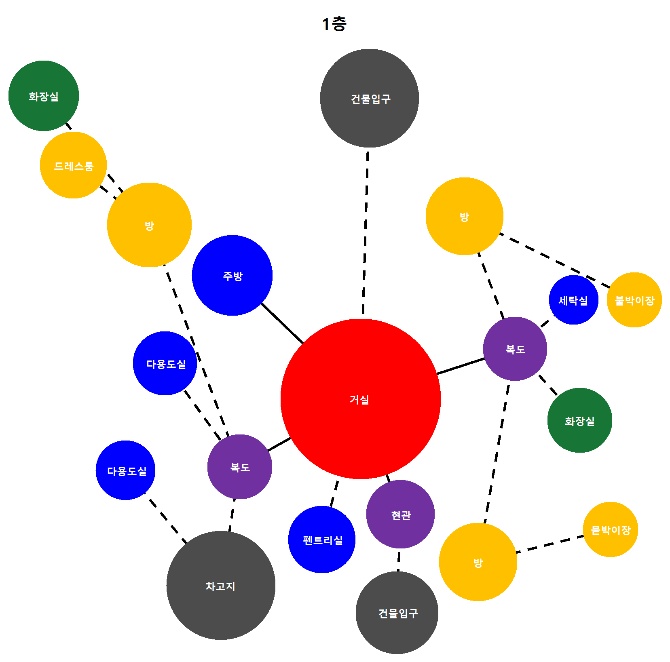 1층
화장실
건물입구
드레스룸
방
방
주방
세탁실
붙박이장
복도
다용도실
거실
화장실
복도
다용도실
현관
펜트리실
붙박이장
방
차고지
건물입구